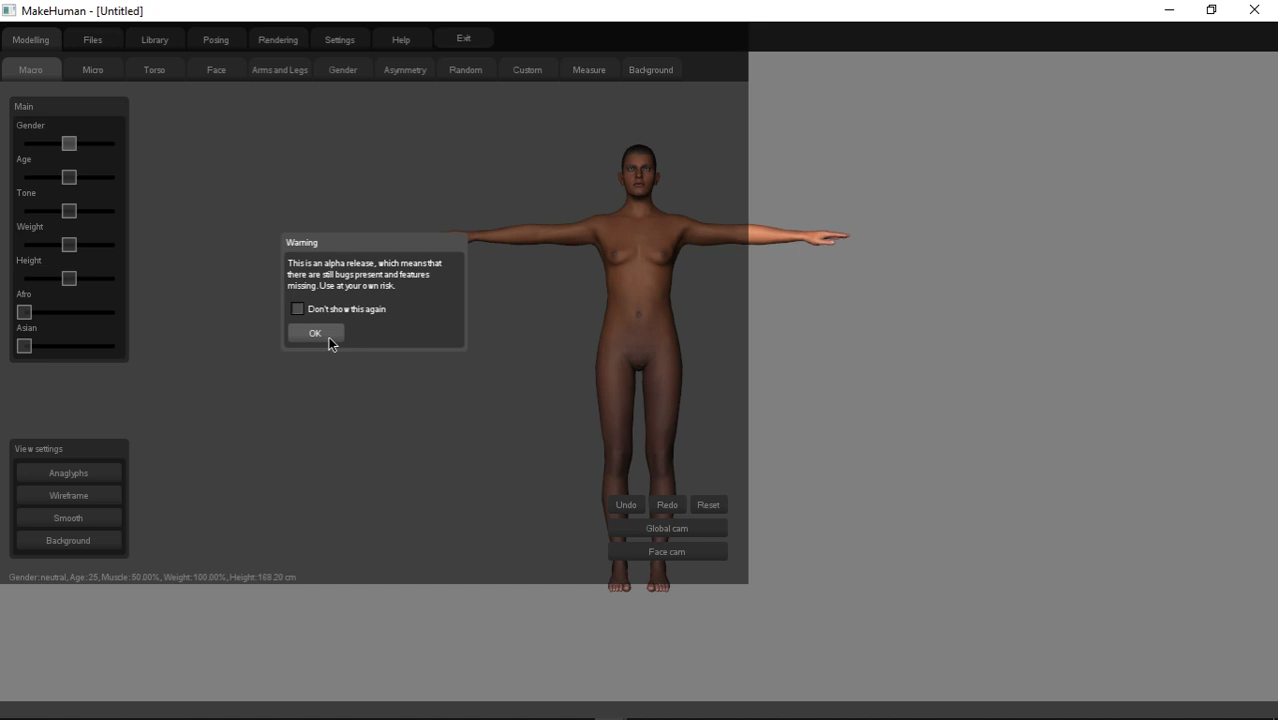 MakeHuman - [Untitled]
Modelling Files Library Posing Rendering Settings Help Exit
Macro Micro Torso Face Arms and Legs Gender Asymmetry Random Custom Measure Background
Main
Gender
Age
Tone
Weight
Height
Afro
Asian
Warning
This is an alpha release, which means that
there are still bugs present and features
missing. Use at your own risk.
Don't show this again
OK
View settings
Anaglyphs
Wireframe
Smooth
Background
Undo Redo Reset
Global cam
Face cam
Gender: neutral, Age: 25, Muscle: 50.00%, Weight: 100.00%, Height: 168.20 cm